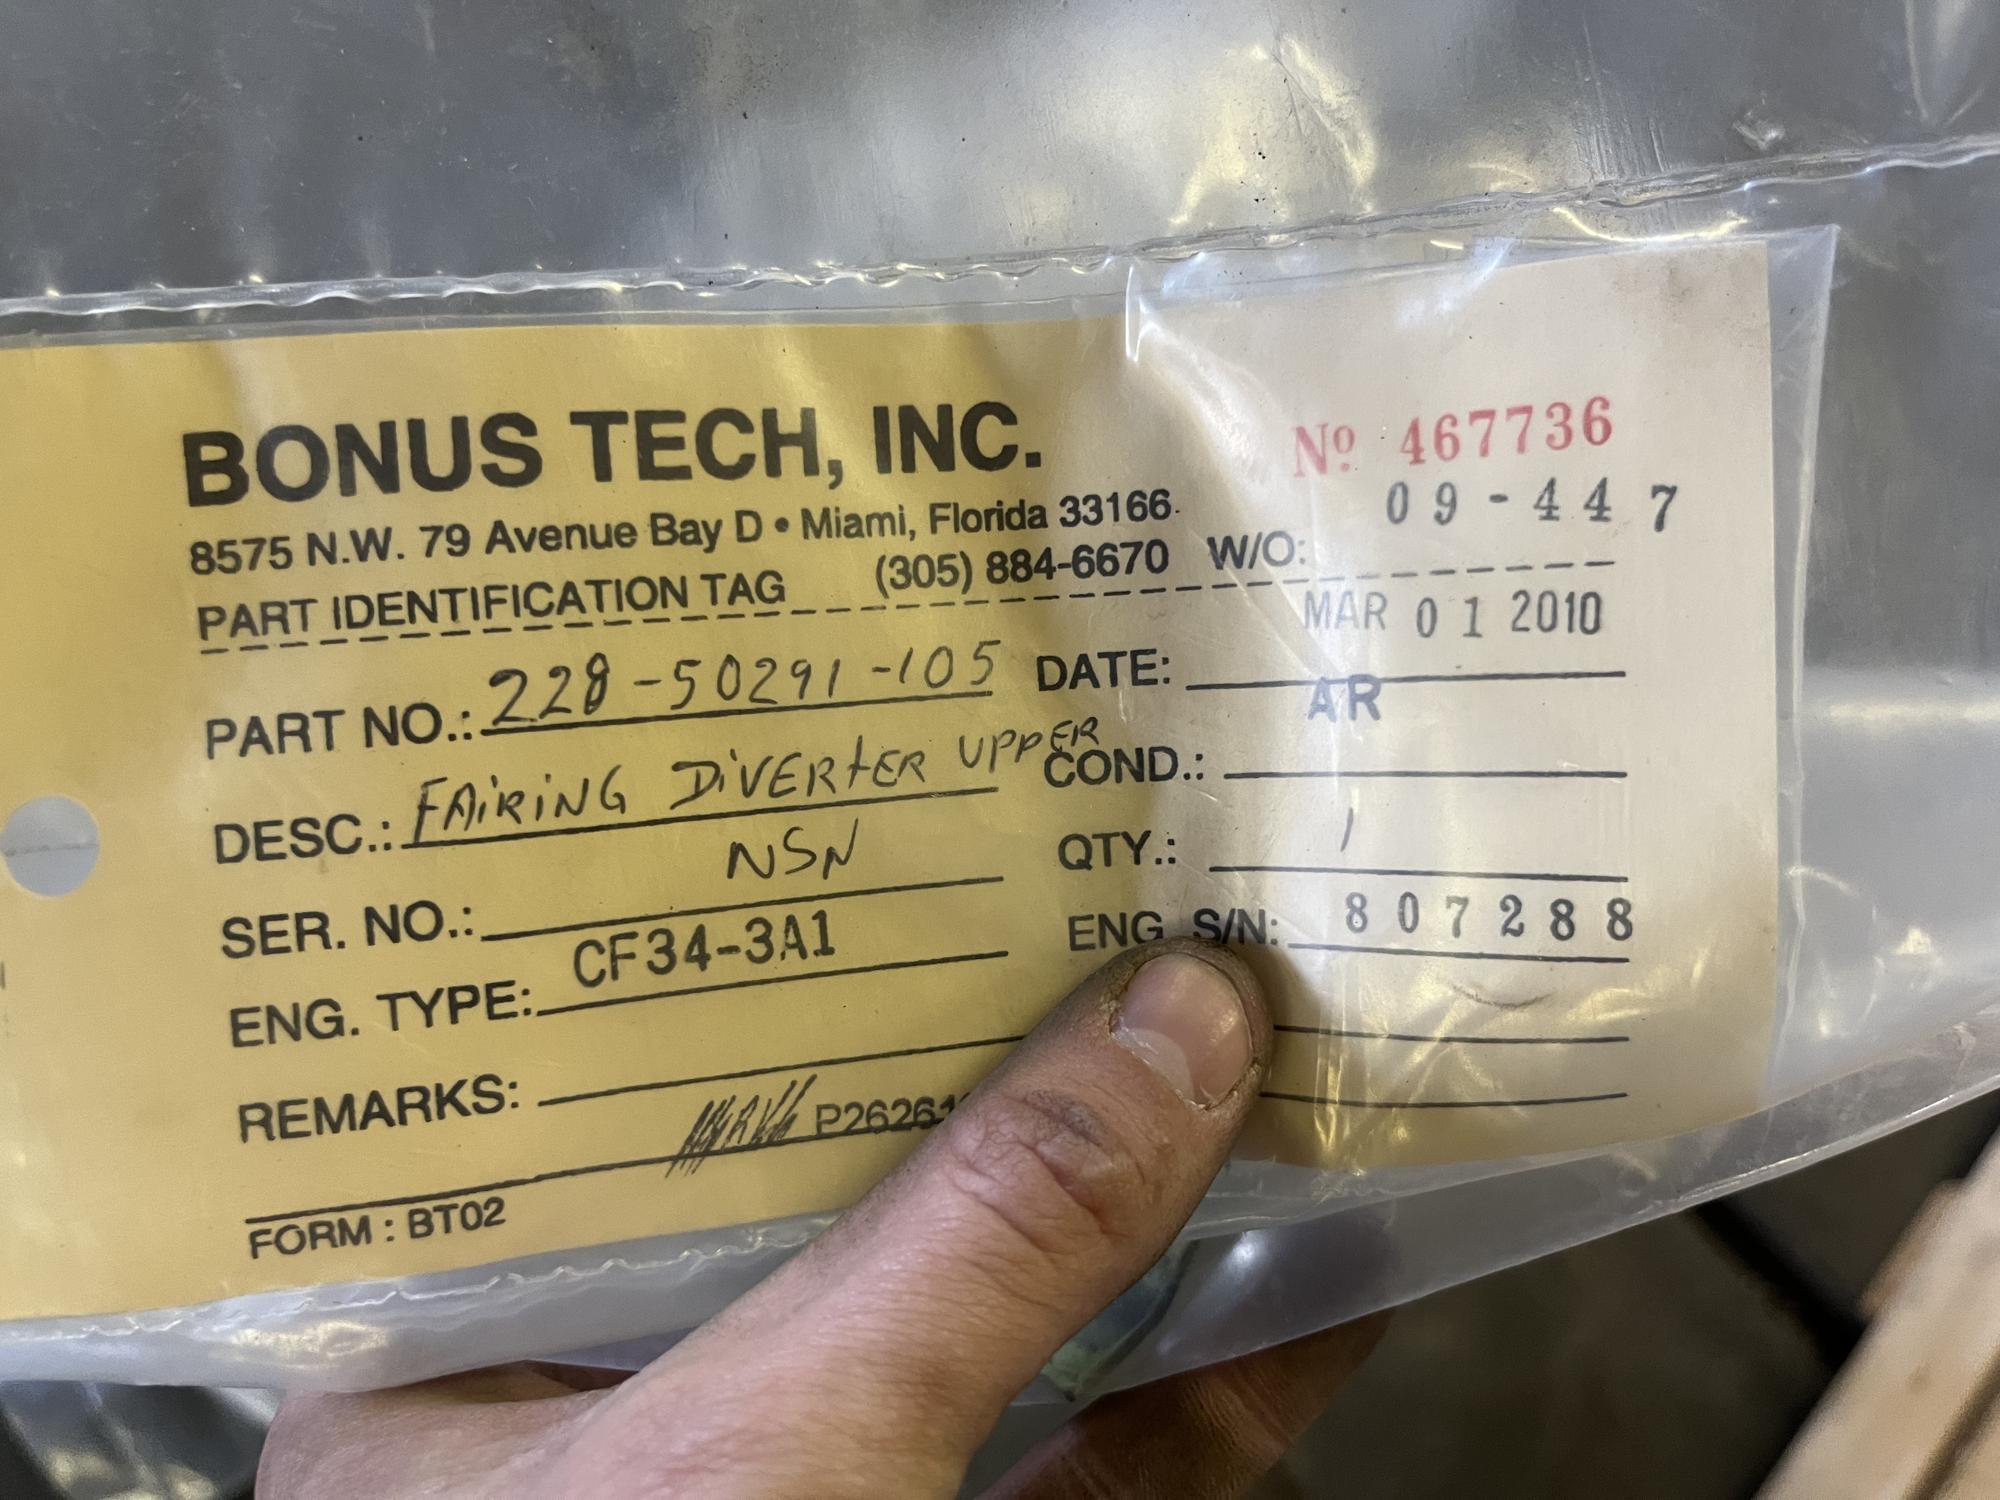 BONUS TECH, INC.
Nº 467736
8575 N.W. 79 Avenue Bay D • Miami, Florida 33166
09-447
PART IDENTIFICATION TAG (305) 884-6670 W/O:
MAR 01 2010
PART NO.: 228-50291-105 DATE:
AR
DESC.: FAIRING DIVERTER UPPER COND.:
SER. NO.: NSN QTY.: 1
ENG. TYPE: CF34-3A1 ENG S/N: 807288
REMARKS:
FORM : BT02